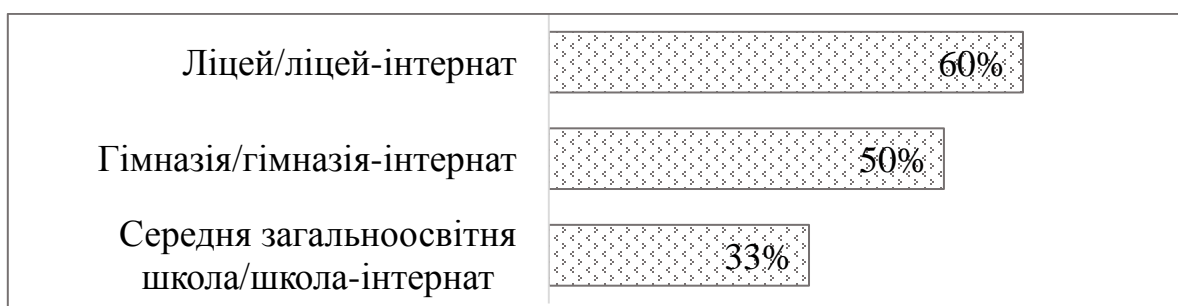 Ліцей/ліцей-інтернат 60%
Гімназія/гімназія-інтернат 50%
Середня загальноосвітня
школа/школа-інтернат 33%